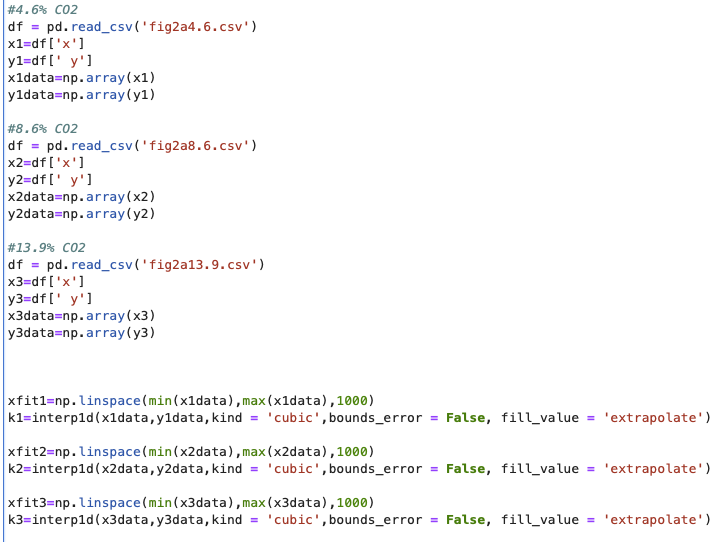 #4.6% CO2
df = pd.read_csv('fig2a4.6.csv')
x1=df['x']
y1=df[' y']
x1data=np.array(x1)
y1data=np.array(y1)
#8.6% CO2
df = pd.read_csv('fig2a8.6.csv')
x2=df['x']
y2=df[' y']
x2data=np.array(x2)
y2data=np.array(y2)
#13.9% CO2
df = pd.read_csv('fig2a13.9.csv')
x3=df['x']
y3=df[' y']
x3data=np.array(x3)
y3data=np.array(y3)
xfit1=np.linspace(min(x1data),max(x1data),1000)
k1=interp1d(x1data,y1data,kind = 'cubic',bounds_error = False, fill_value = 'extrapolate')
xfit2=np.linspace(min(x2data),max(x2data),1000)
k2=interp1d(x2data,y2data,kind = 'cubic',bounds_error = False, fill_value = 'extrapolate')
xfit3=np.linspace(min(x3data),max(x3data),1000)
k3=interp1d(x3data,y3data,kind = 'cubic',bounds_error = False, fill_value = 'extrapolate')